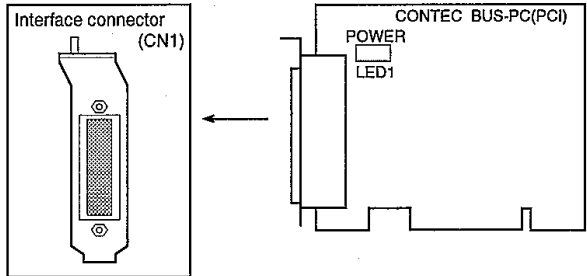 Interface connector
(CN1)
CONTEC BUS-PC(PCI)
POWER
LED1